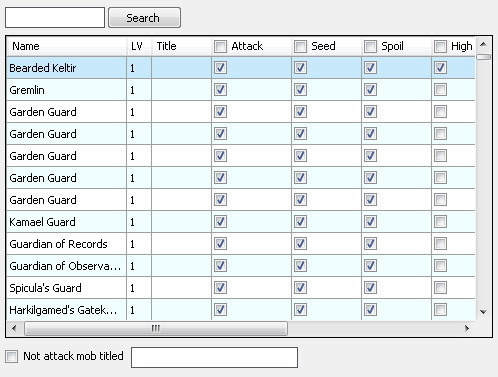 Search
Name LV Title Attack Seed Spoil High
Bearded Keltir 1
Gremlin 1
Garden Guard 1
Garden Guard 1
Garden Guard 1
Garden Guard 1
Garden Guard 1
Kamael Guard 1
Guardian of Records 1
Guardian of Observa... 1
Spicula's Guard 1
Harkilgamed's Gatek... 1
Not attack mob titled